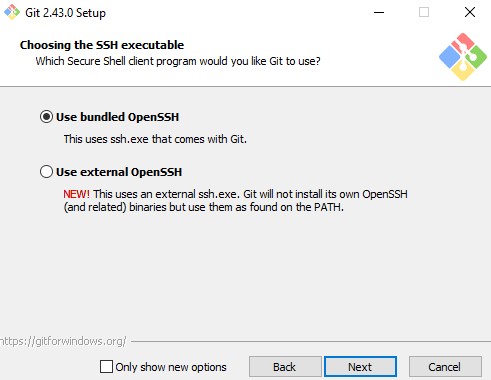 Git 2.43.0 Setup
Choosing the SSH executable
Which Secure Shell client program would you like Git to use?
Use bundled OpenSSH
This uses ssh.exe that comes with Git.
Use external OpenSSH
NEW! This uses an external ssh.exe. Git will not install its own OpenSSH
(and related) binaries but use them as found on the PATH.
https://gitforwindows.org/
Only show new options
Back
Next
Cancel